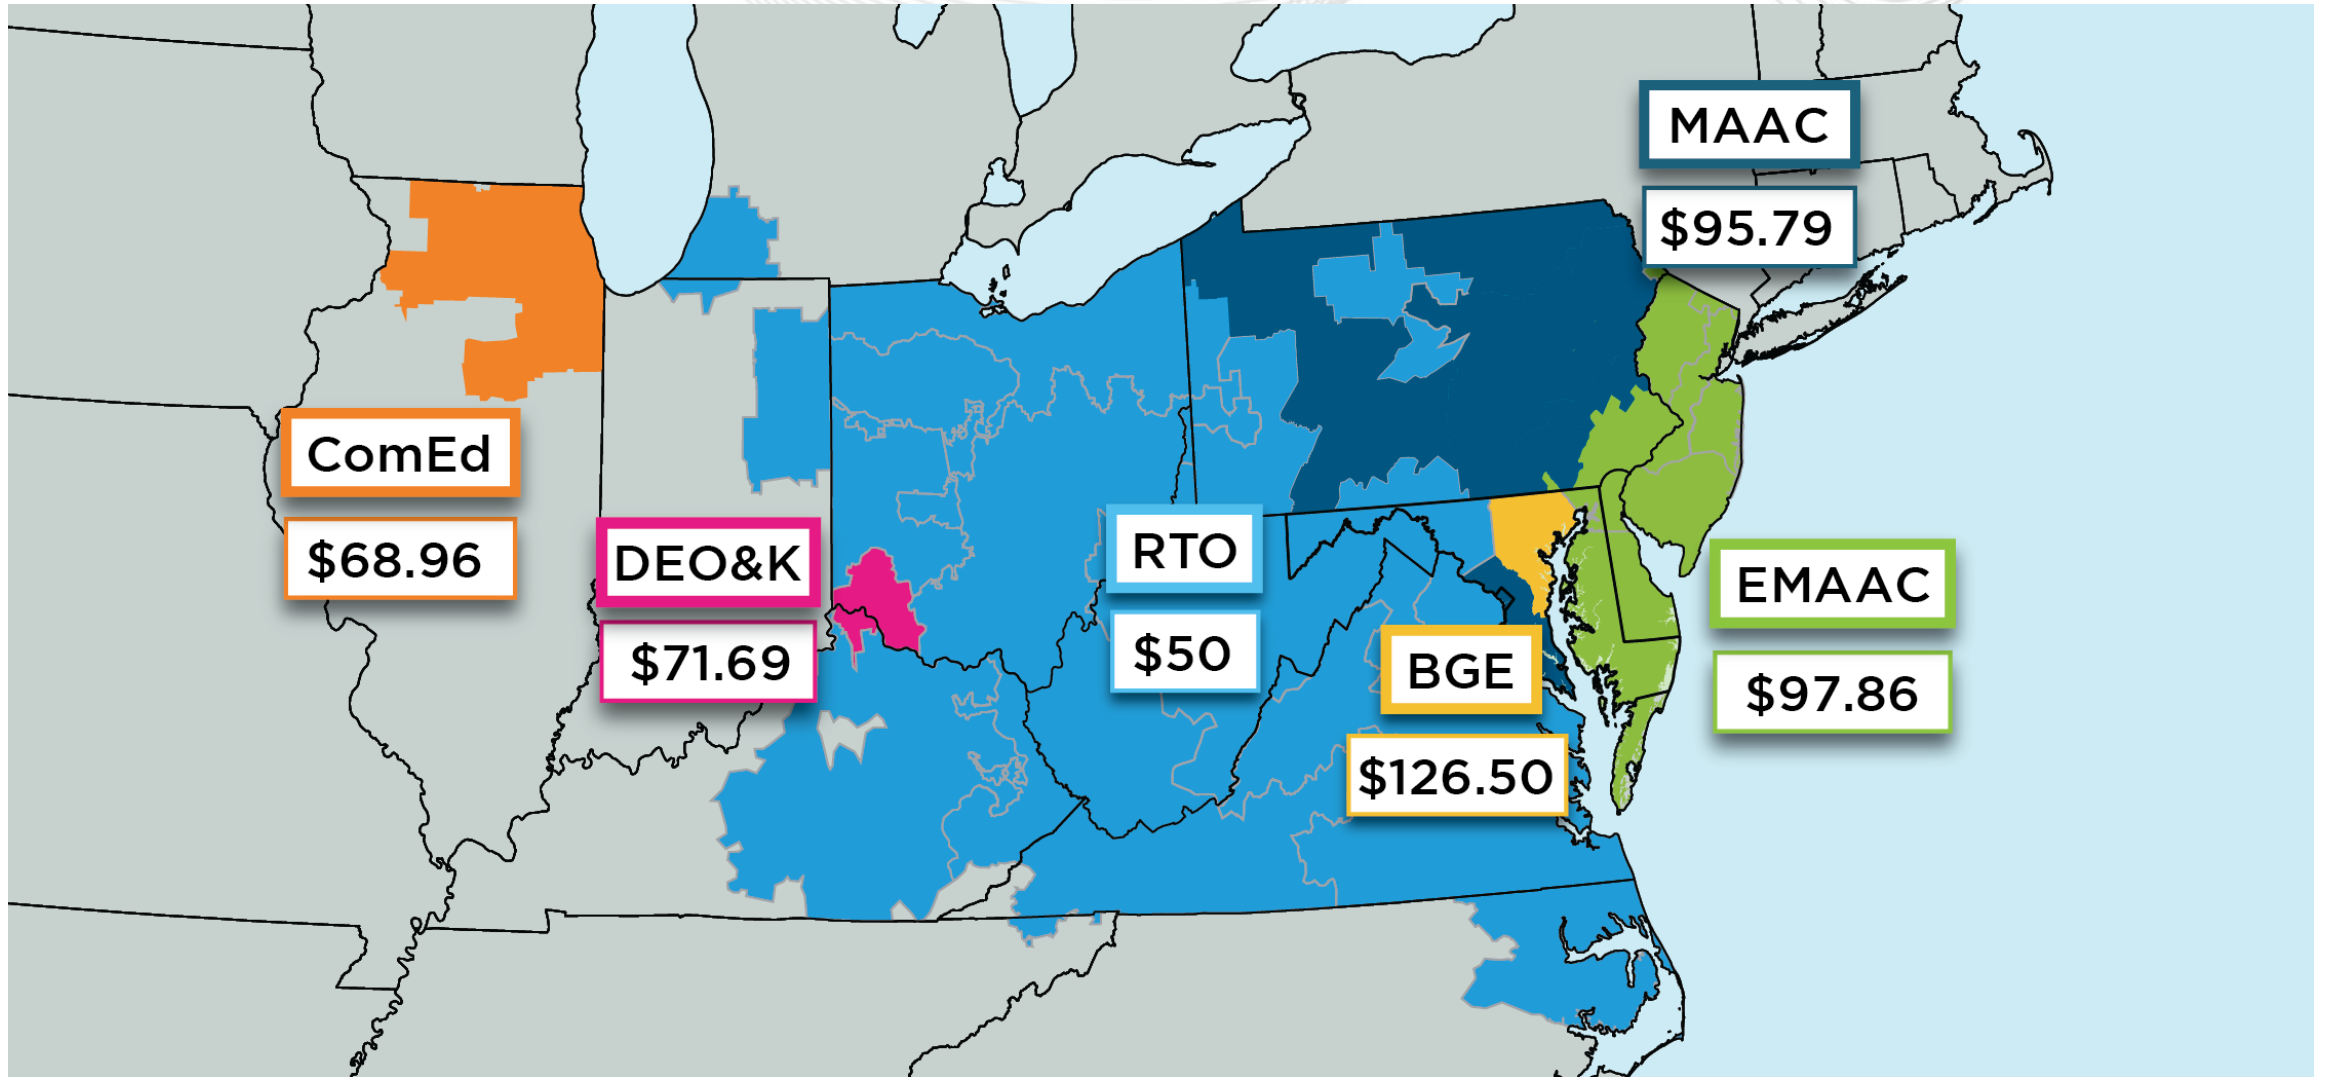 MAAC
$95.79
ComEd
$68.96
DEO&K
$71.69
RTO
$50
BGE
$126.50
EMAAC
$97.86